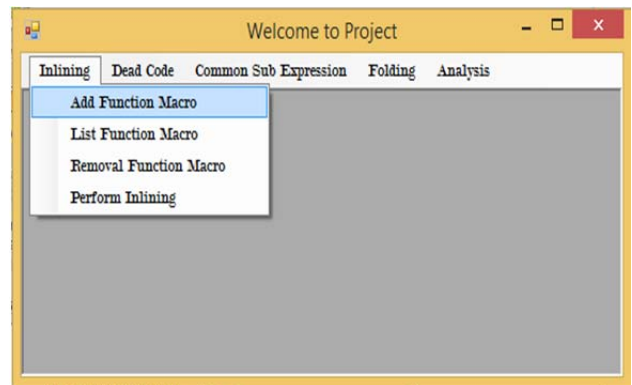 Welcome to Project
Inlining Dead Code Common Sub Expression Folding Analysis
Add Function Macro
List Function Macro
Removal Function Macro
Perform Inlining